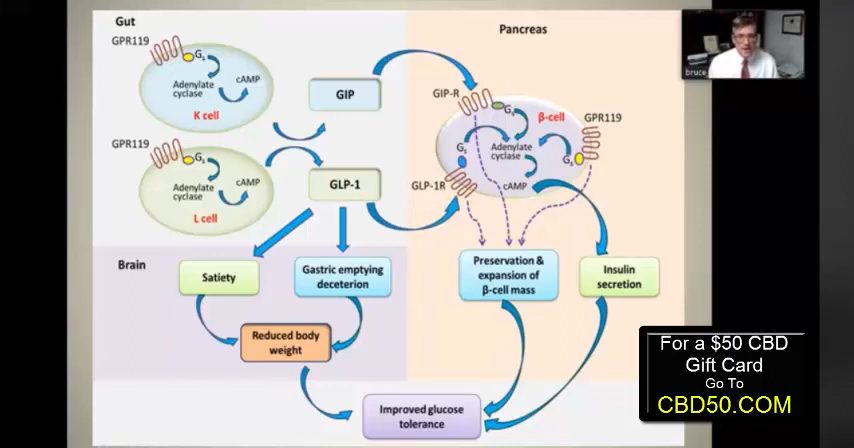 Gut
GPR119
Gs
Adenylate
cyclase
cAMP
K cell
GPR119
Gs
Adenylate
cyclase
cAMP
L cell
GIP
GLP-1
Pancreas
GIP-R
Gs
β-cell
GPR119
Gs
Adenylate
cyclase
Gs
GLP-1R
cAMP
Brain
Satiety
Gastric emptying
deceterion
Reduced body
weight
Preservation &
expansion of
β-cell mass
Insulin
secretion
Improved glucose
tolerance
bruce
For a $50 CBD
Gift Card
Go To
CBD50.COM